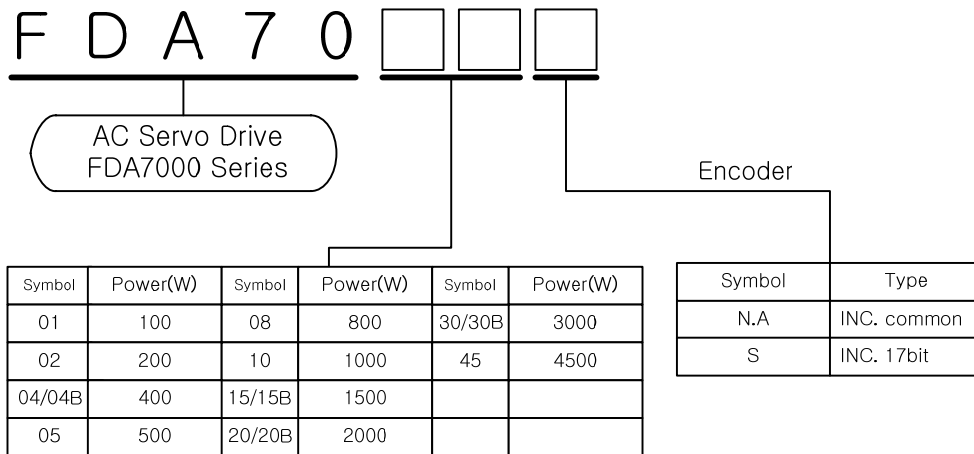 FDA70
AC Servo Drive
FDA7000 Series
Encoder
Symbol Power(W) Symbol Power(W) Symbol Power(W)
01 100 08 800 30/30B 3000
02 200 10 1000 45 4500
04/04B 400 15/15B 1500
05 500 20/20B 2000
Symbol Type
N.A INC. common
S INC. 17bit